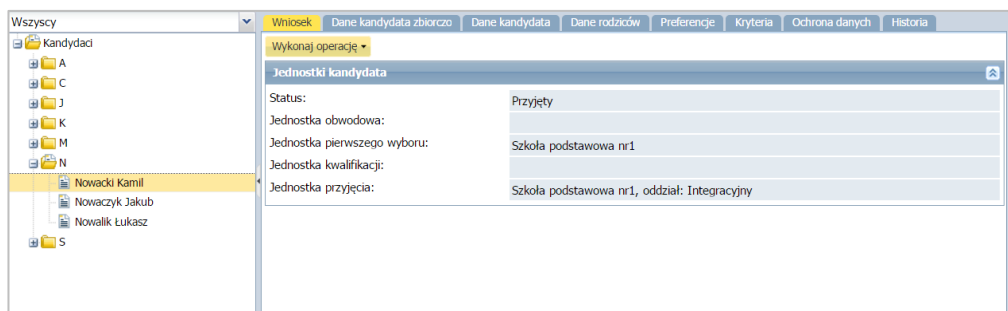 Wszyscy
Kandydaci
A
C
J
K
M
N
Nowacki Kamil
Nowaczyk Jakub
Nowalik Łukasz
S
Wniosek Dane kandydata zbiorczo Dane kandydata Dane rodziców Preferencje Kryteria Ochrona danych Historia
Wykonaj operację
Jednostki kandydata
Status: Przyjęty
Jednostka obwodowa:
Jednostka pierwszego wyboru: Szkoła podstawowa nr1
Jednostka kwalifikacji:
Jednostka przyjęcia: Szkoła podstawowa nr1, oddział: Integracyjny